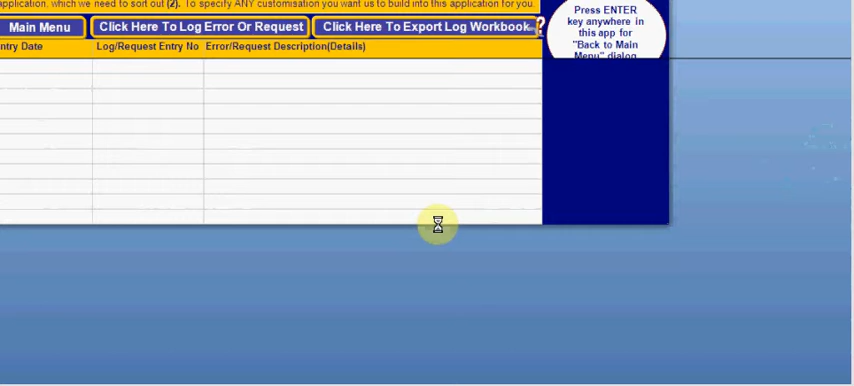 application, which we need to sort out (2). To specify ANY customisation you want us to build into this application for you.
Main Menu
Click Here To Log Error Or Request
Click Here To Export Log Workbook
?
ntry Date
Log/Request Entry No
Error/Request Description(Details)
Press ENTER
key anywhere in
this app for
"Back to Main
Menu" dialog